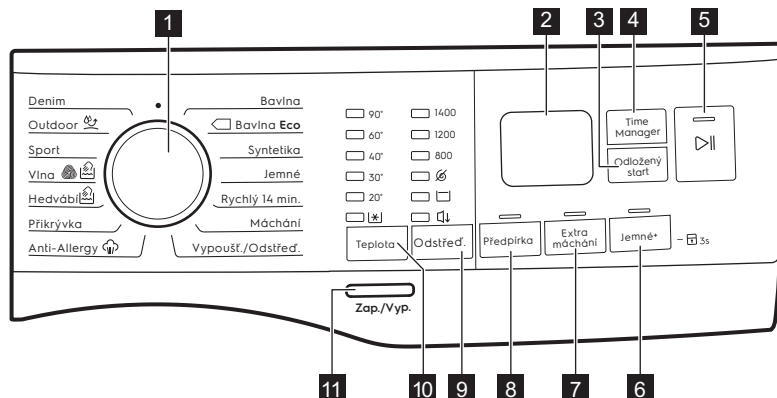 1
2
3
4
5
Denim
Outdoor
Sport
Vlna
Hedvábí
Přikrývka
Anti-Allergy
Bavlna
Bavlna Eco
Syntetika
Jemné
Rychlý 14 min.
Máchání
Vypoušť./Odstřeď.
90°
60°
40°
30°
20°
1400
1200
800
Teplota
Odstřeď.
Time
Manager
Odložený
start
Předpírka
Extra
máchání
Jemné+
– 3s
Zap./Vyp.
11
10
9
8
7
6